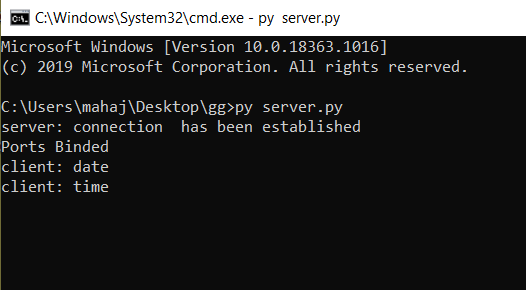 C:\Windows\System32\cmd.exe - py  server.py
Microsoft Windows [Version 10.0.18363.1016]
(c) 2019 Microsoft Corporation. All rights reserved.
C:\Users\mahaj\Desktop\gg>py server.py
server: connection  has been established
Ports Binded
client: date
client: time